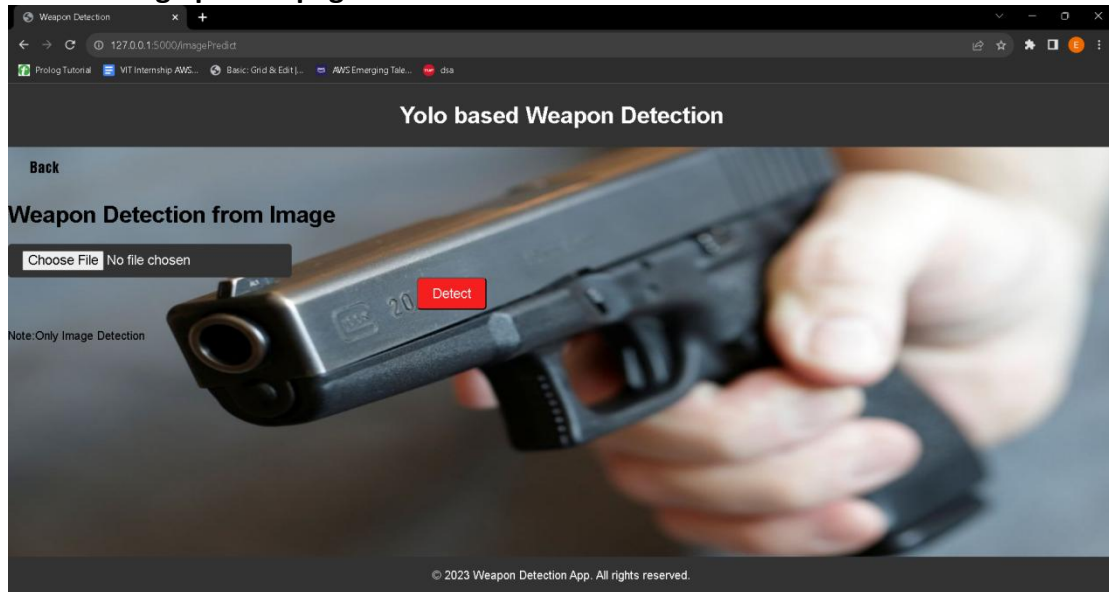 Weapon Detection
127.0.0.1:5000/imagePredict
Prolog Tutorial VIT Internship AWS... Basic: Grid & Edit |... AWS Emerging Tale... dsa
E
Yolo based Weapon Detection
Back
Weapon Detection from Image
Choose File No file chosen
20
Detect
Note:Only Image Detection
© 2023 Weapon Detection App. All rights reserved.